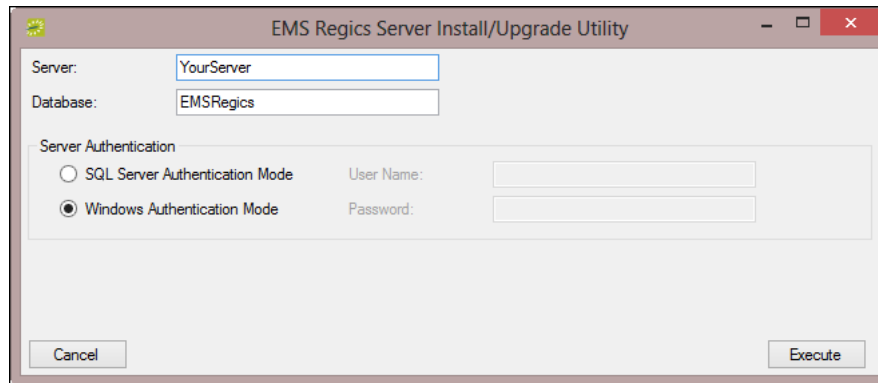 EMS Regics Server Install/Upgrade Utility
Server: YourServer
Database: EMSRegics
Server Authentication
SQL Server Authentication Mode User Name:
Windows Authentication Mode Password:
Cancel Execute